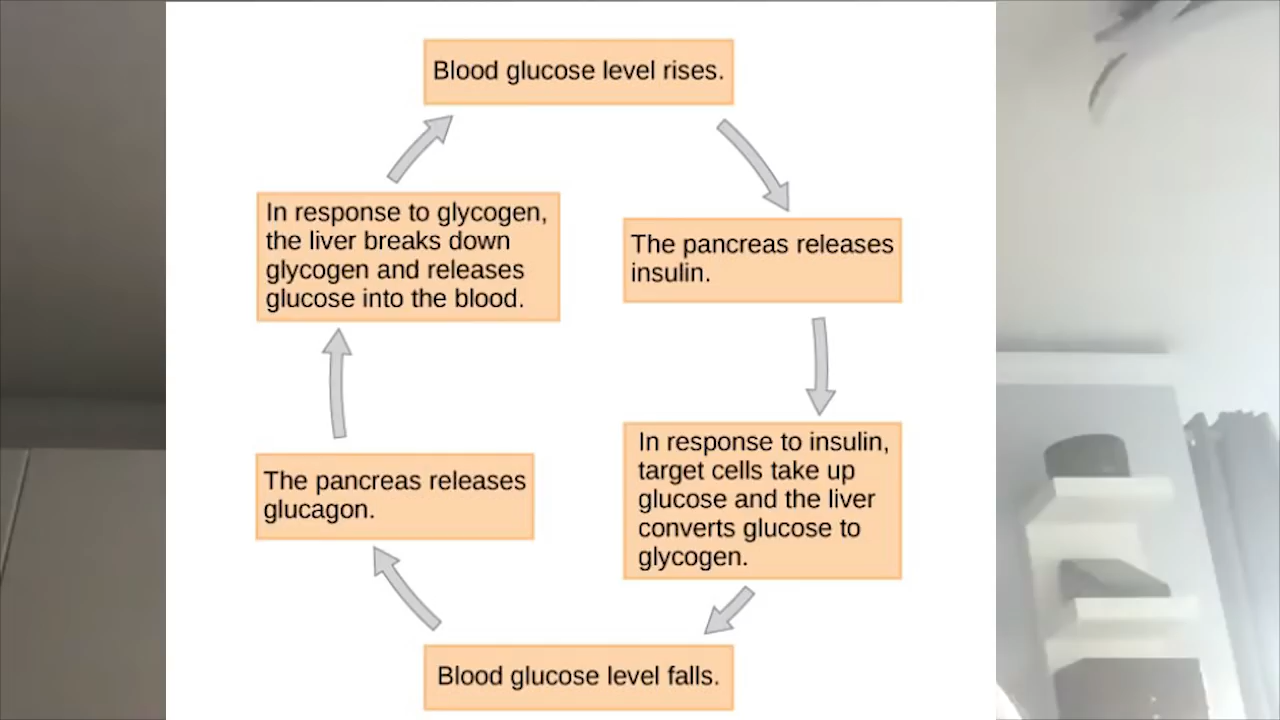 Blood glucose level rises.
The pancreas releases
insulin.
In response to insulin,
target cells take up
glucose and the liver
converts glucose to
glycogen.
Blood glucose level falls.
The pancreas releases
glucagon.
In response to glycogen,
the liver breaks down
glycogen and releases
glucose into the blood.